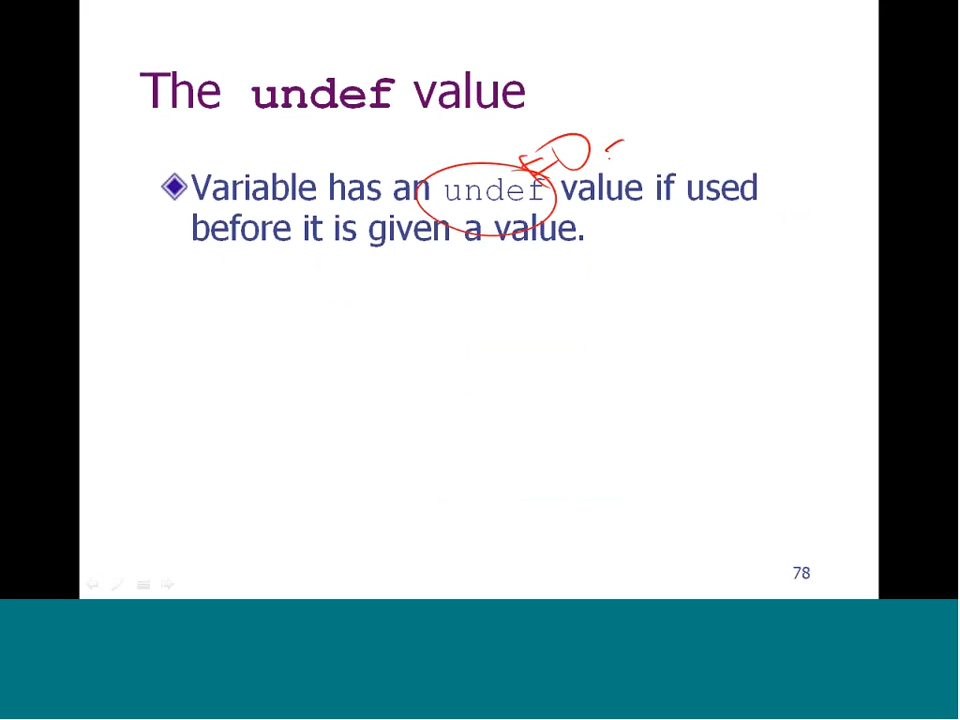 The undef value
Variable has an undef value if used
before it is given a value.
78